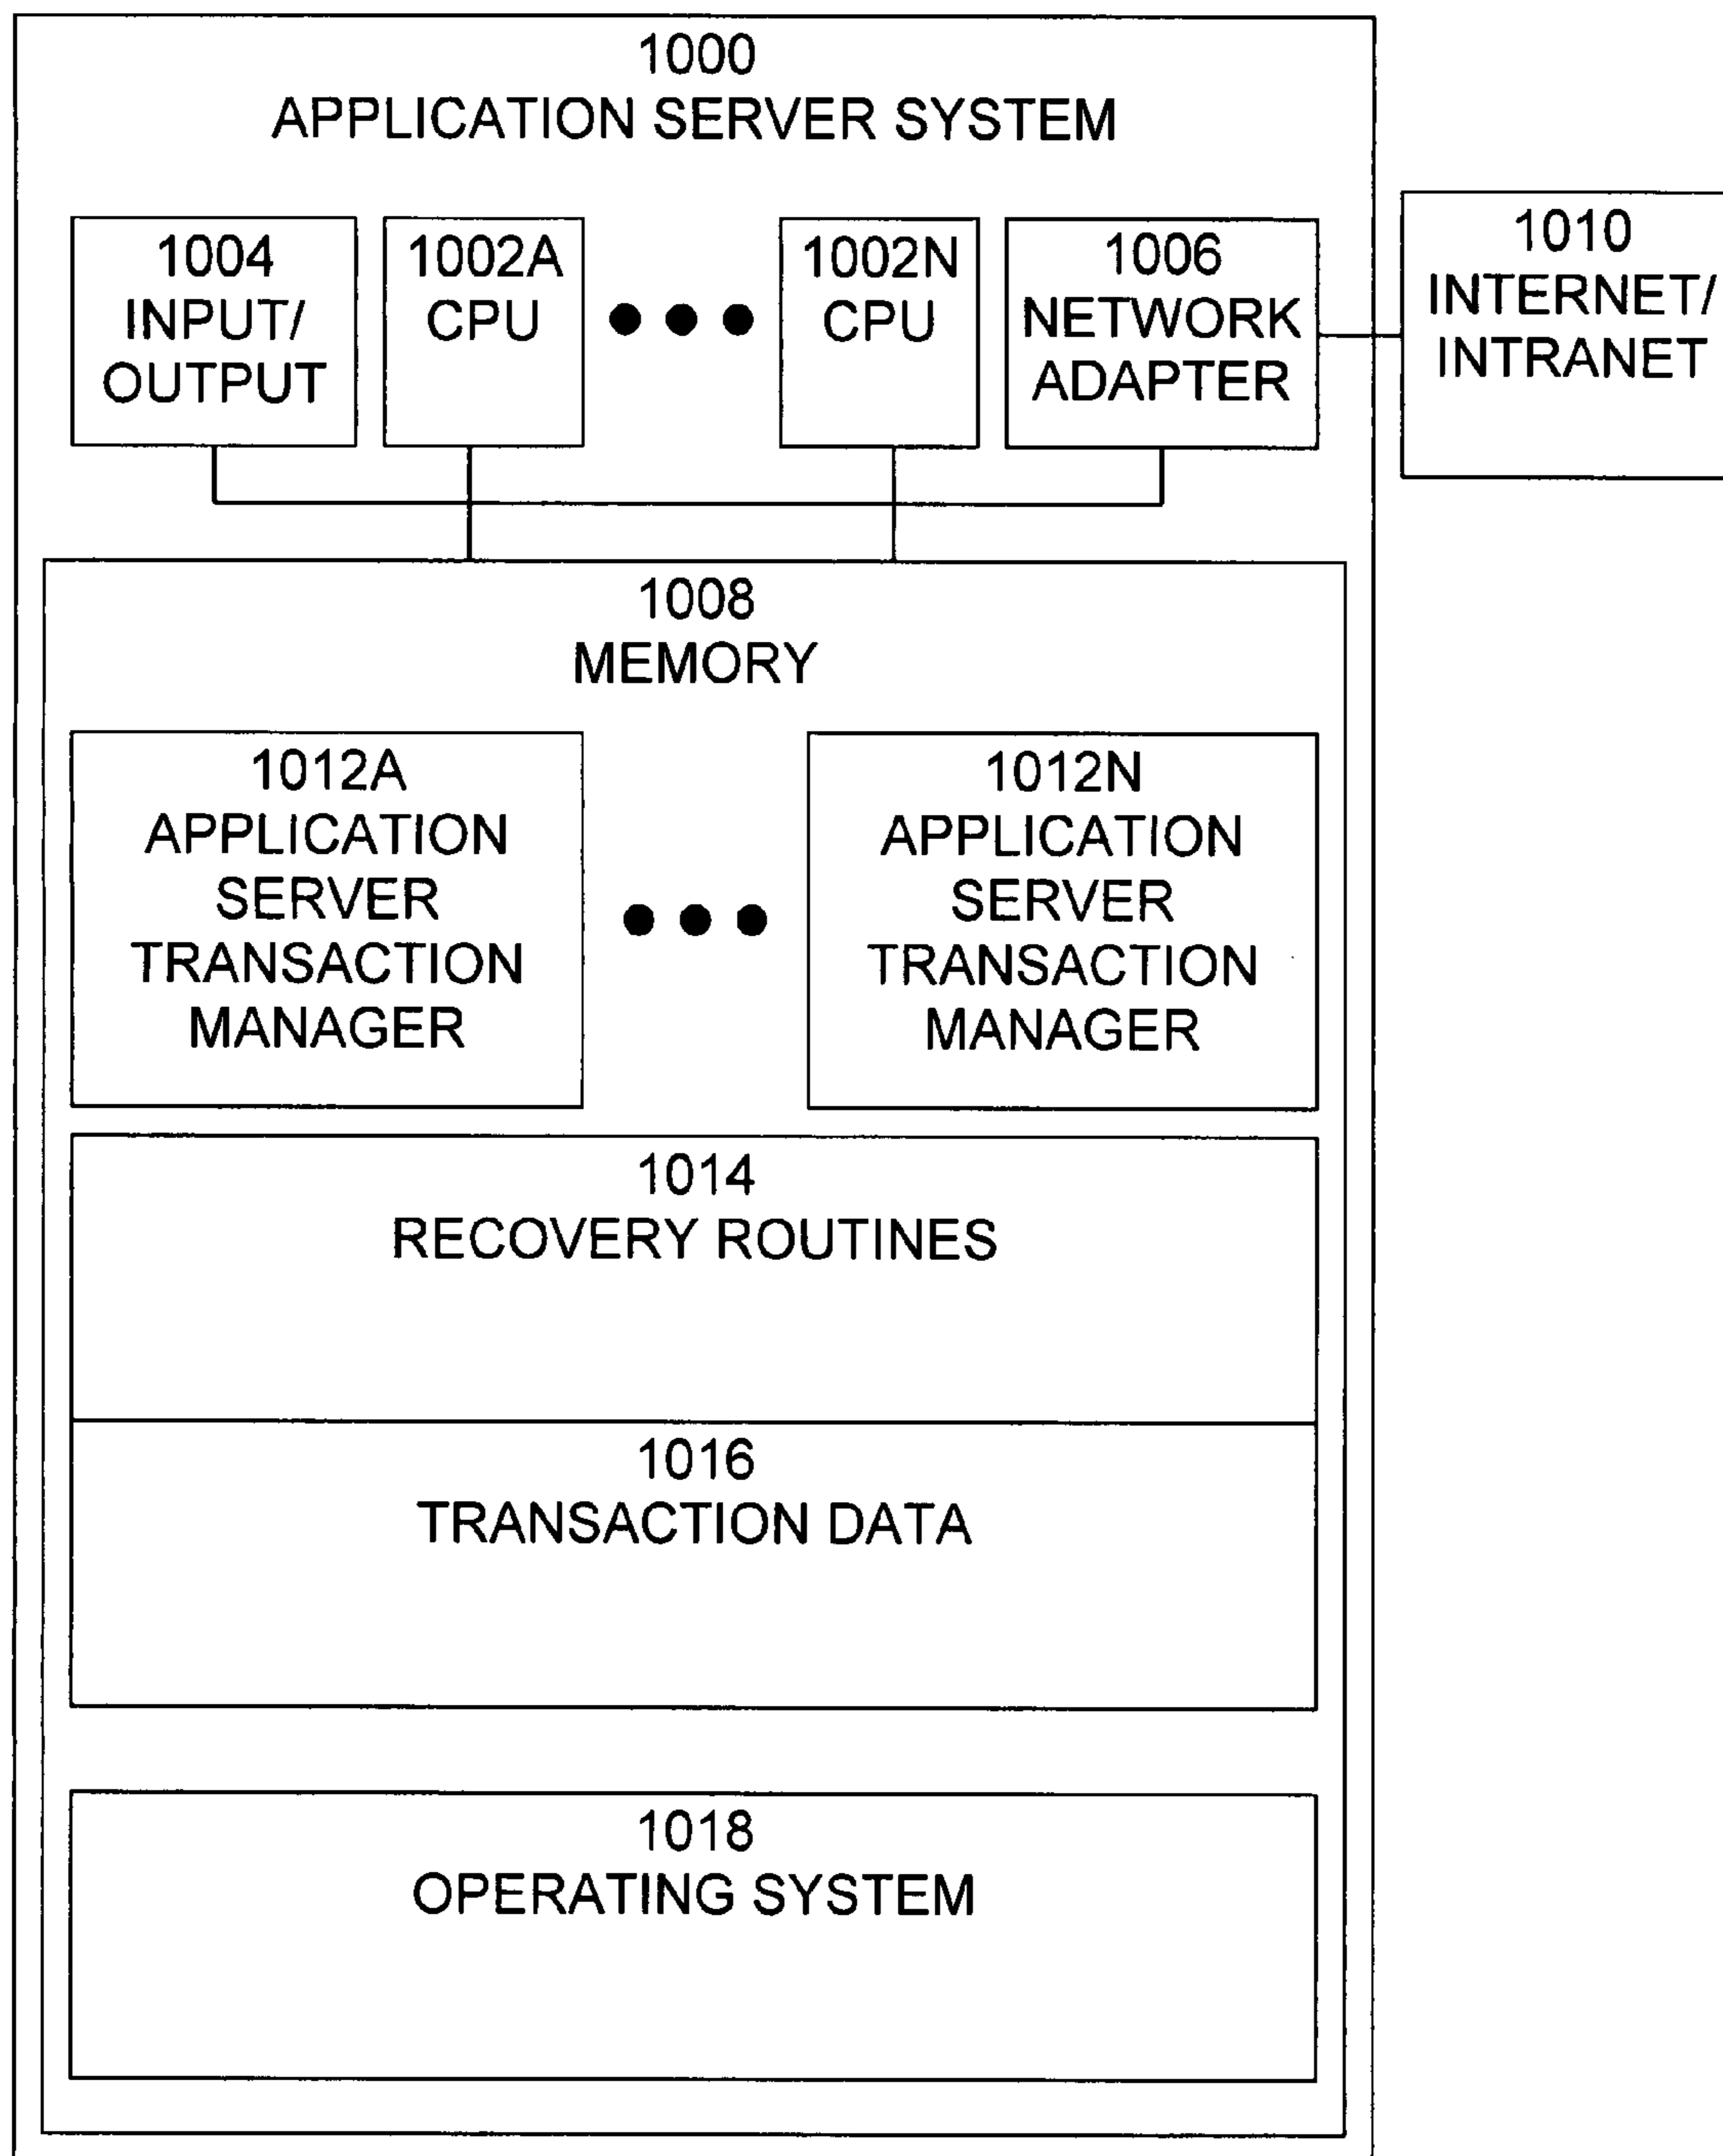 1000
APPLICATION SERVER SYSTEM
1004
INPUT/
OUTPUT
1002A
CPU
1002N
CPU
1006
NETWORK
ADAPTER
1010
INTERNET/
INTRANET
1008
MEMORY
1012A
APPLICATION
SERVER
TRANSACTION
MANAGER
1012N
APPLICATION
SERVER
TRANSACTION
MANAGER
1014
RECOVERY ROUTINES
1016
TRANSACTION DATA
1018
OPERATING SYSTEM